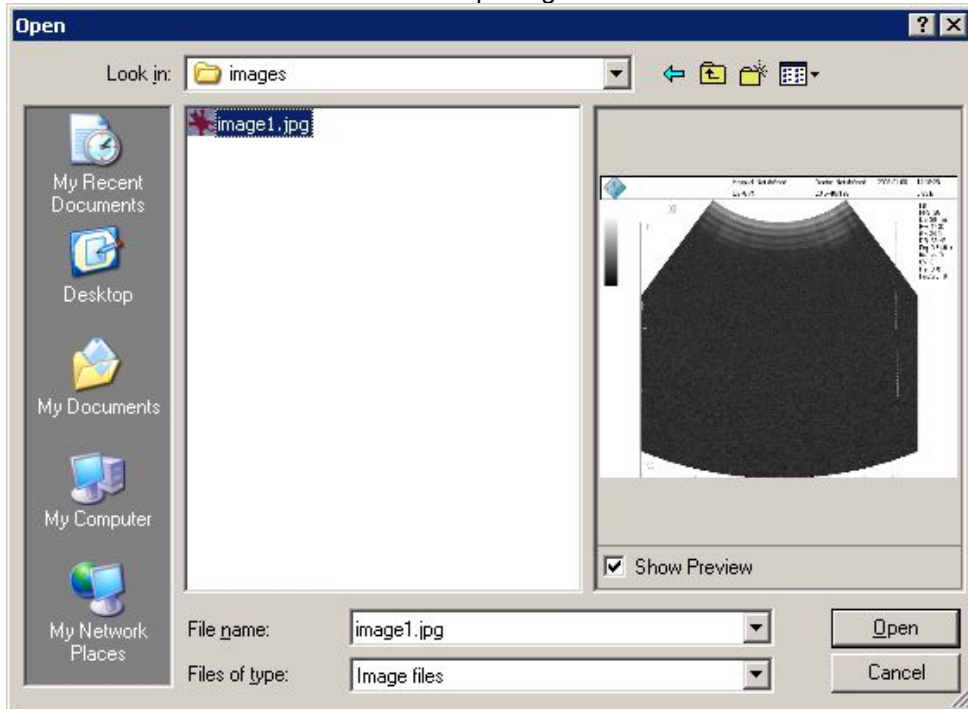 Open
Look in:
images
image1.jpg
My Recent
Documents
Desktop
My Documents
My Computer
My Network
Places
Show Preview
File name:
image1.jpg
Open
Files of type:
Image files
Cancel